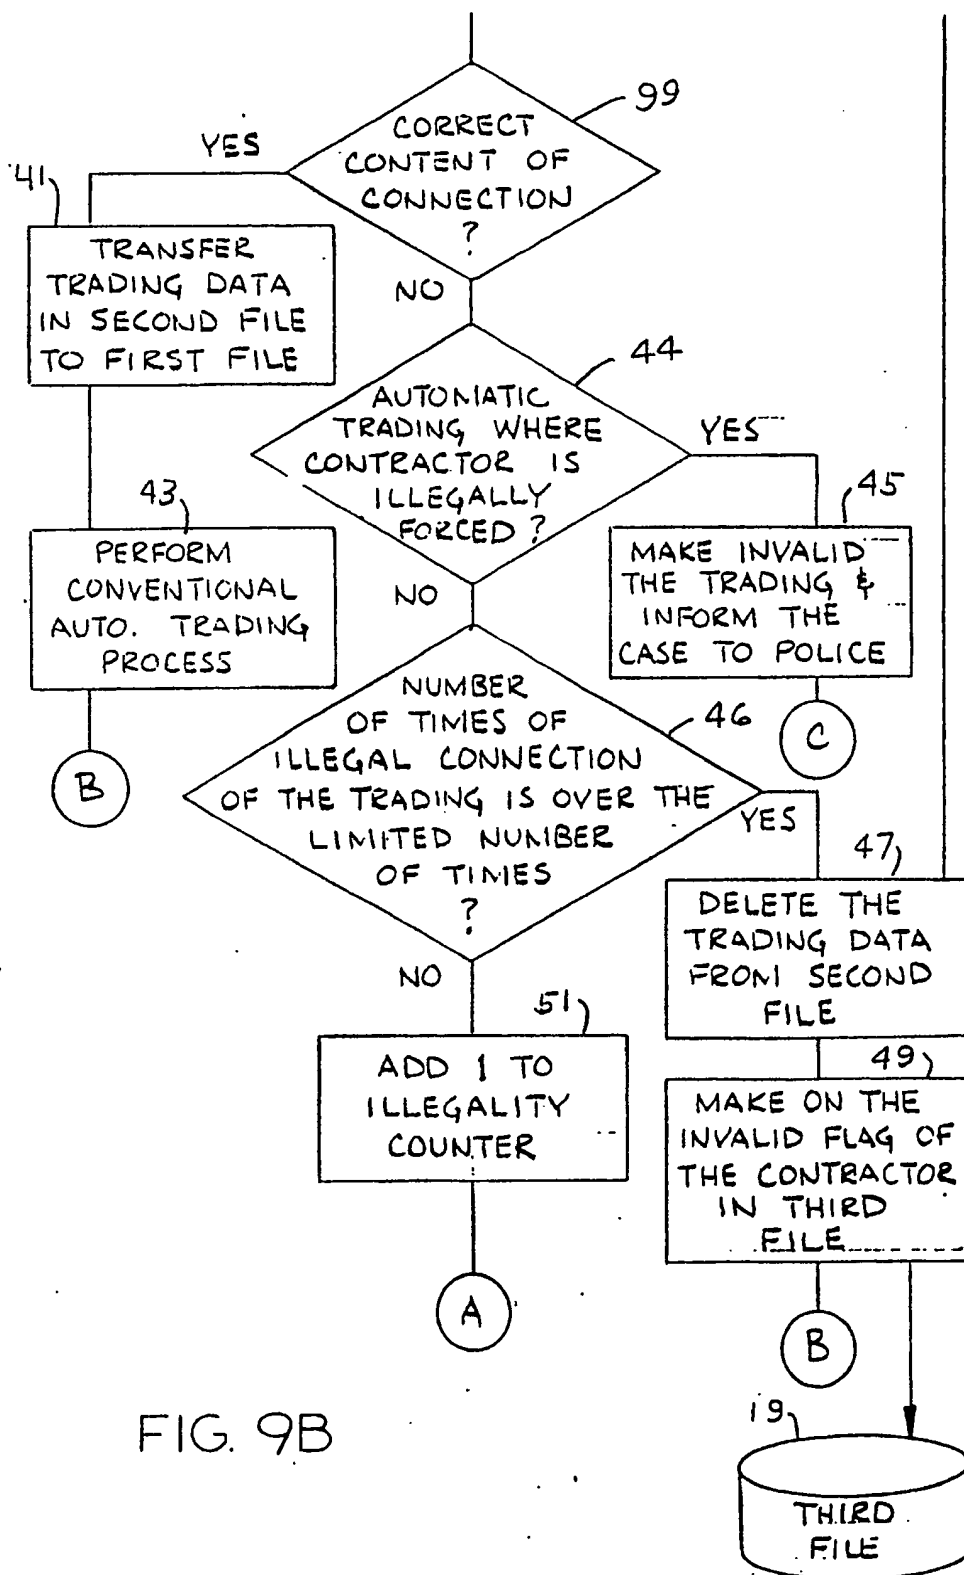 99
CORRECT
CONTENT OF
CONNECTION
?
YES
NO
41
TRANSFER
TRADING DATA
IN SECOND FILE
TO FIRST FILE
44
AUTOMATIC
TRADING WHERE
CONTRACTOR IS
ILLEGALLY
FORCED ?
YES
NO
43
PERFORM
CONVENTIONAL
AUTO. TRADING
PROCESS
B
45
MAKE INVALID
THE TRADING &
INFORM THE
CASE TO POLICE
C
46
NUMBER
OF TIMES OF
ILLEGAL CONNECTION
OF THE TRADING IS OVER THE
LIMITED NUMBER
OF TIMES
?
YES
NO
47
DELETE THE
TRADING DATA
FROM SECOND
FILE
51
ADD 1 TO
ILLEGALITY
COUNTER
A
49
MAKE ON THE
INVALID FLAG OF
THE CONTRACTOR
IN THIRD
FILE
B
19
THIRD
FILE
FIG. 9B